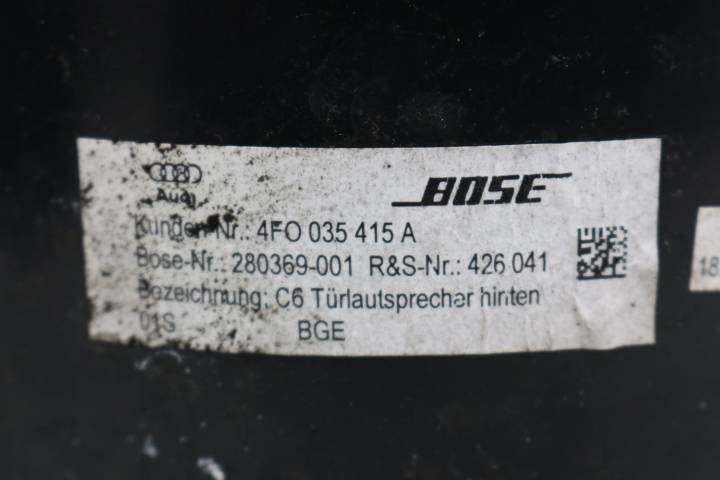 BOSE
Audi
Kunden-Nr.: 4FO 035 415 A
Bose-Nr.: 280369-001 R&S-Nr.: 426 041
Bezeichnung: C6 Türlautsprecher hinten
01S BGE
18